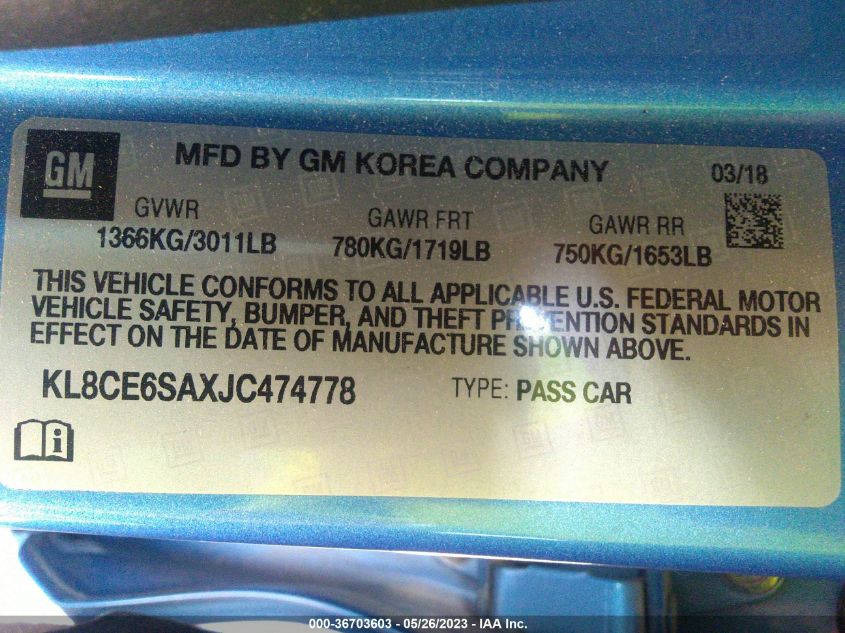 GM
MFD BY GM KOREA COMPANY
03/18
GVWR
GAWR FRT
GAWR RR
1366KG/3011LB
780KG/1719LB
750KG/1653LB
THIS VEHICLE CONFORMS TO ALL APPLICABLE U.S. FEDERAL MOTOR
VEHICLE SAFETY, BUMPER, AND THEFT PREVENTION STANDARDS IN
EFFECT ON THE DATE OF MANUFACTURE SHOWN ABOVE.
KL8CE6SAXJC474778
TYPE: PASS CAR
000-36703603 - 05/26/2023 - IAA Inc.